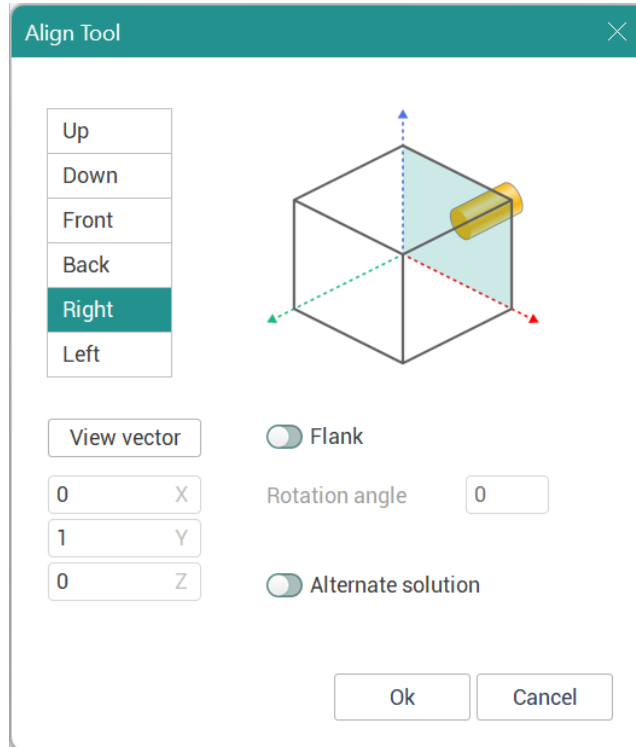 Align Tool
Up
Down
Front
Back
Right
Left
View vector
Flank
0 X
Rotation angle 0
1 Y
0 Z
Alternate solution
Ok Cancel